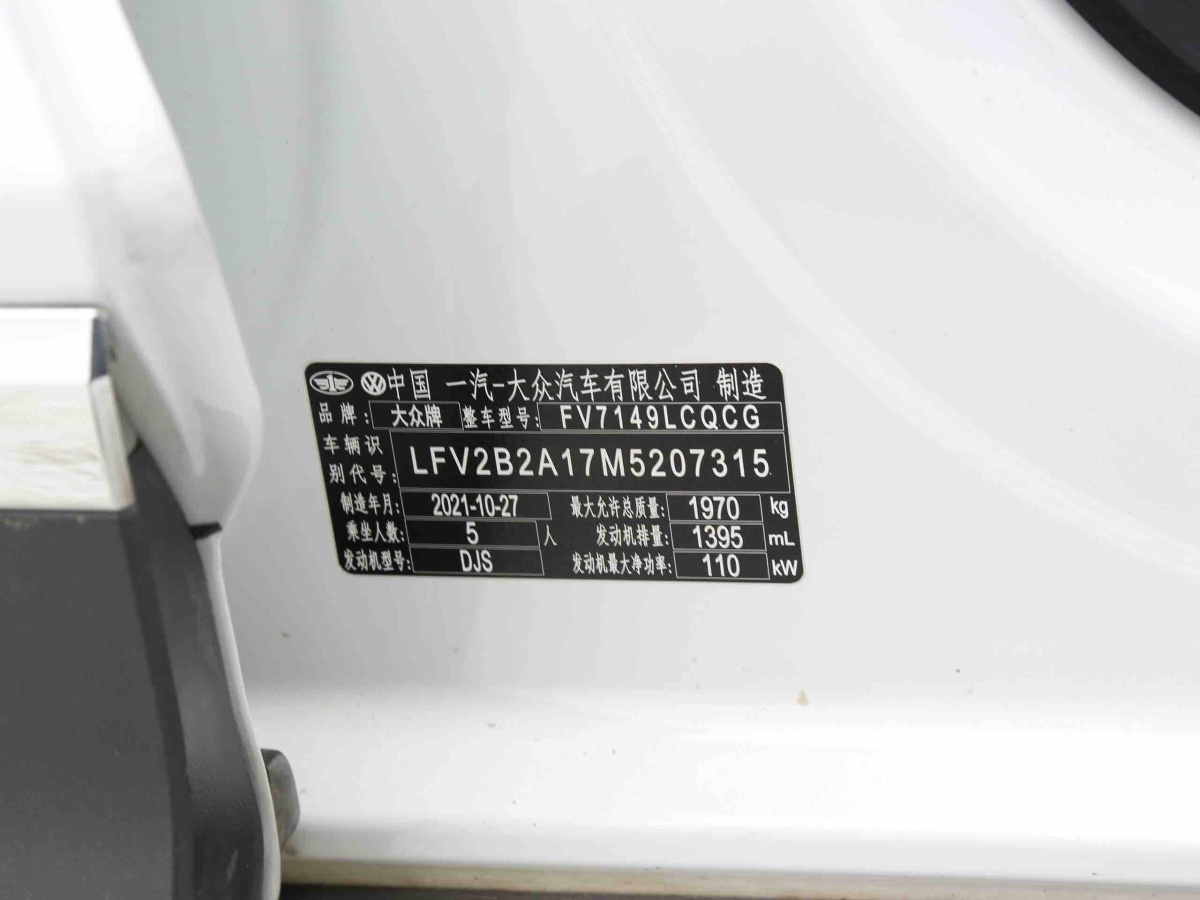 中国 一汽-大众汽车有限公司 制造
品牌: 大众牌 整车型号: FV7149LCQCG
车辆识别代号: LFV2B2A17M5207315
制造年月: 2021-10-27 最大允许总质量: 1970 kg
乘坐人数: 5 人 发动机排量: 1395 mL
发动机型号: DJS 发动机最大净功率: 110 kW